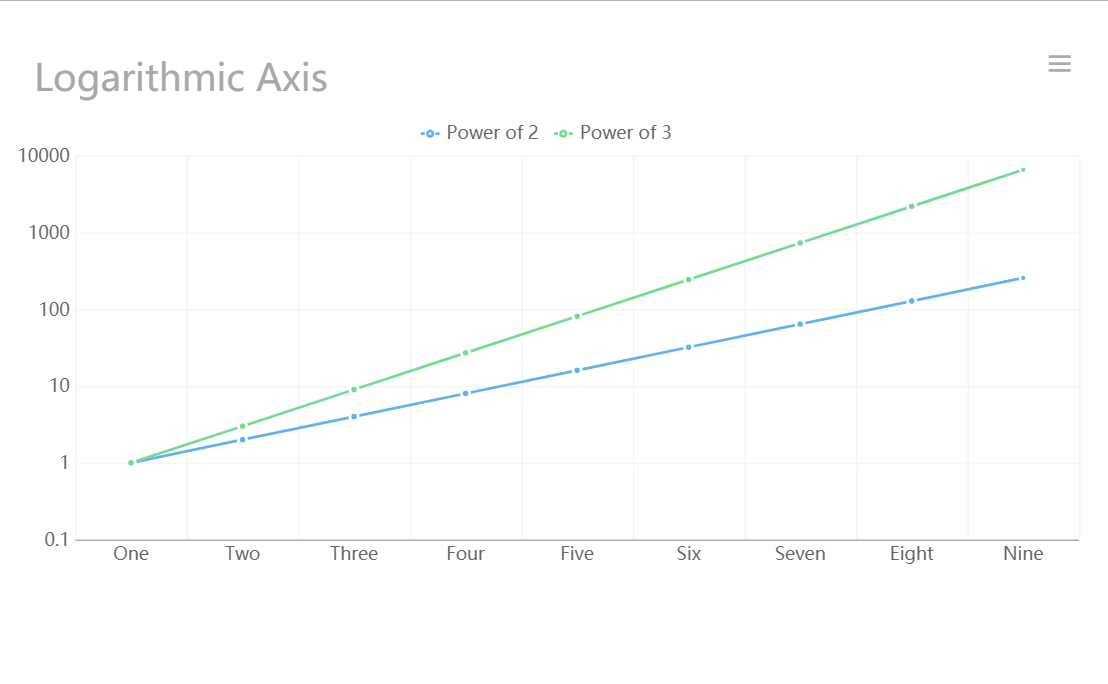 Logarithmic Axis
Power of 2 Power of 3
10000
1000
100
10
1
0.1
One Two Three Four Five Six Seven Eight Nine